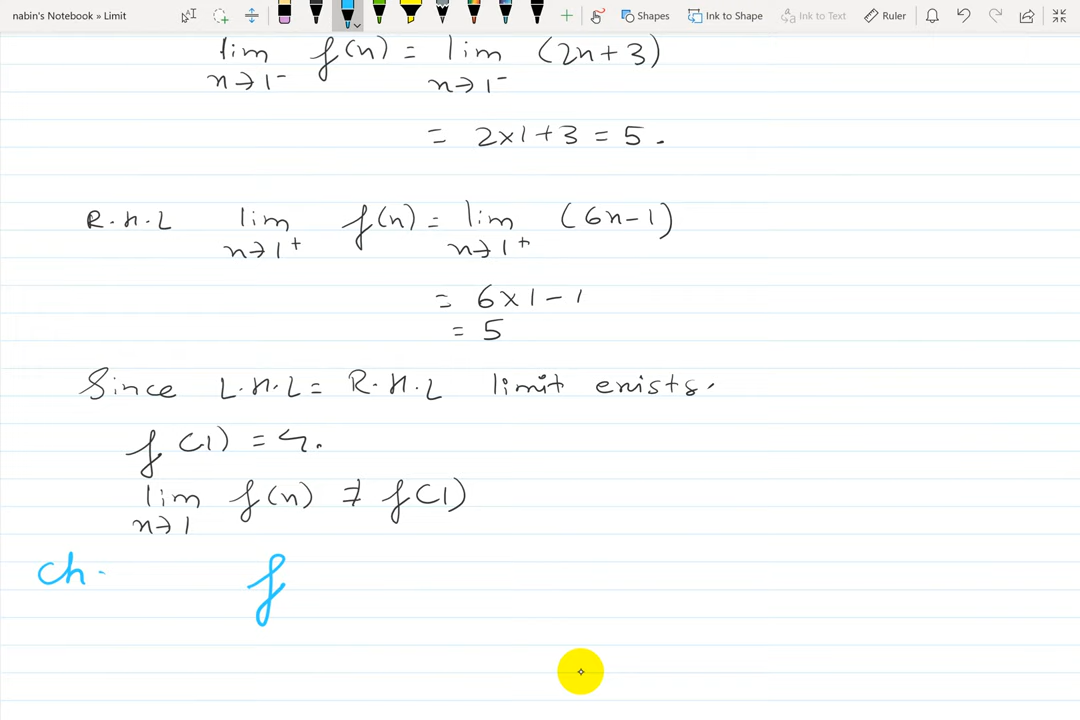 nabin's Notebook » Limit
Shapes Ink to Shape Ink to Text Ruler
lim f(n) = lim (2n+3)
n→1⁻ n→1⁻
= 2×1+3 = 5.
R.H.L lim f(n) = lim (6n-1)
n→1⁺ n→1⁺
= 6×1-1
= 5
Since L.H.L = R.H.L limit exists.
f(1) = 4.
lim f(n) ≠ f(1)
n→1
Ch. f